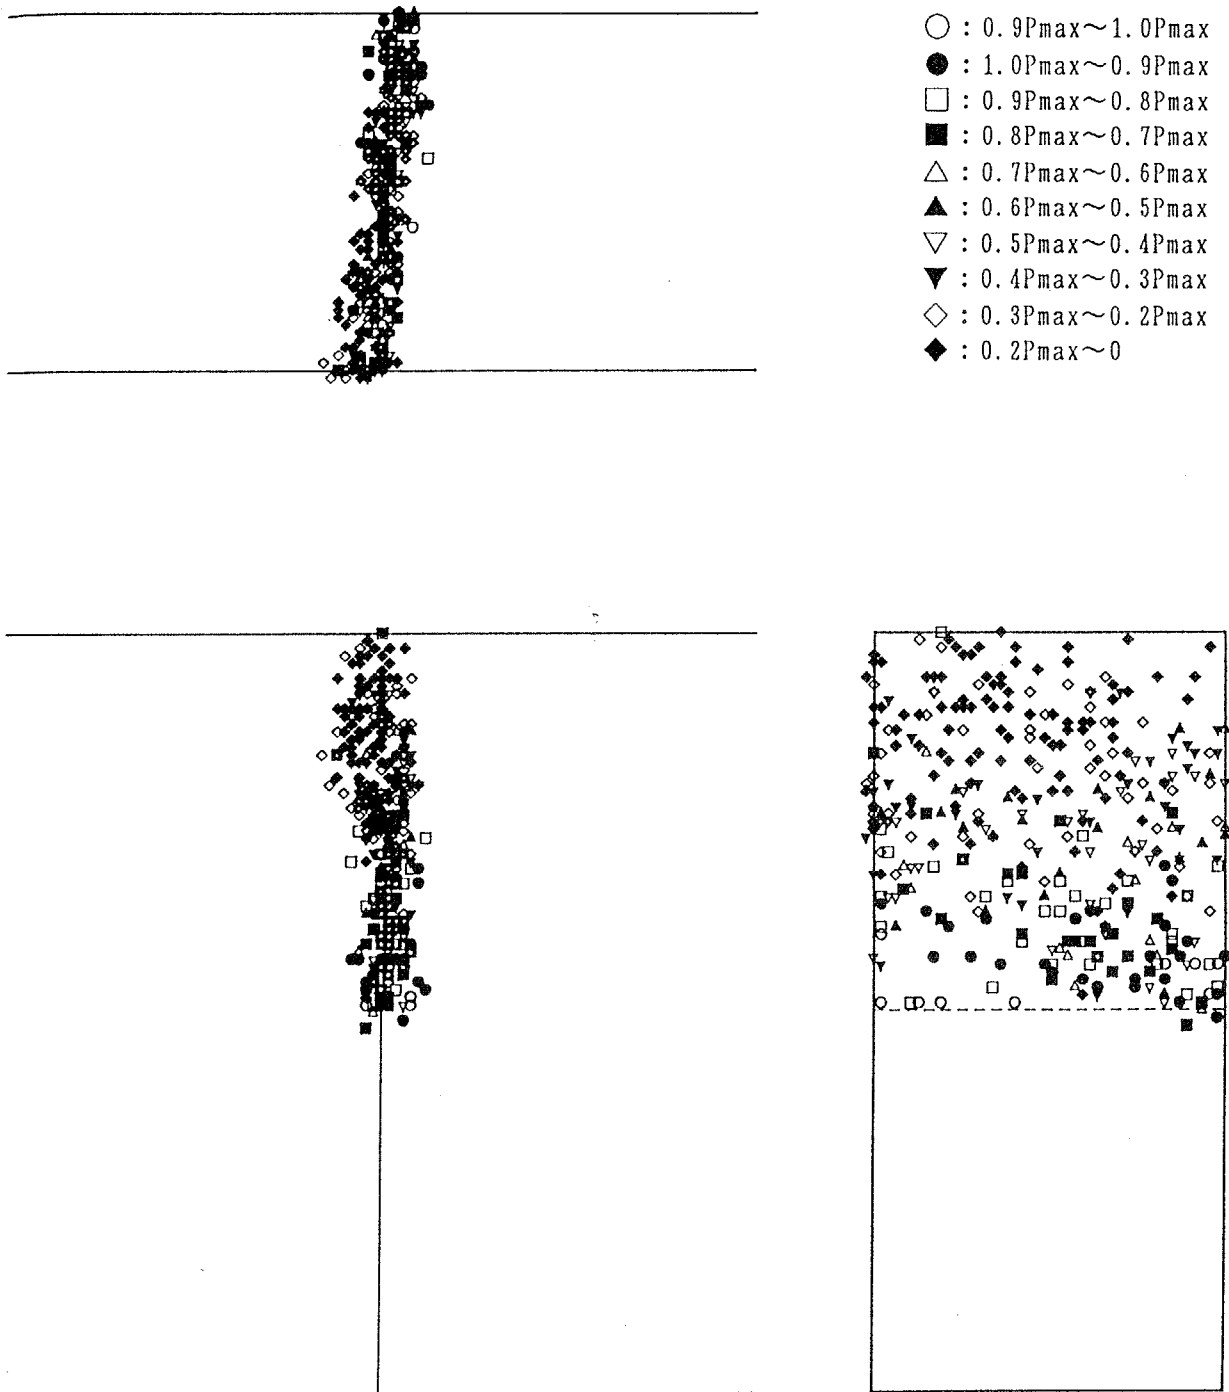 ○ : 0.9Pmax～1.0Pmax
● : 1.0Pmax～0.9Pmax
□ : 0.9Pmax～0.8Pmax
■ : 0.8Pmax～0.7Pmax
△ : 0.7Pmax～0.6Pmax
▲ : 0.6Pmax～0.5Pmax
▽ : 0.5Pmax～0.4Pmax
▼ : 0.4Pmax～0.3Pmax
◇ : 0.3Pmax～0.2Pmax
◆ : 0.2Pmax～0